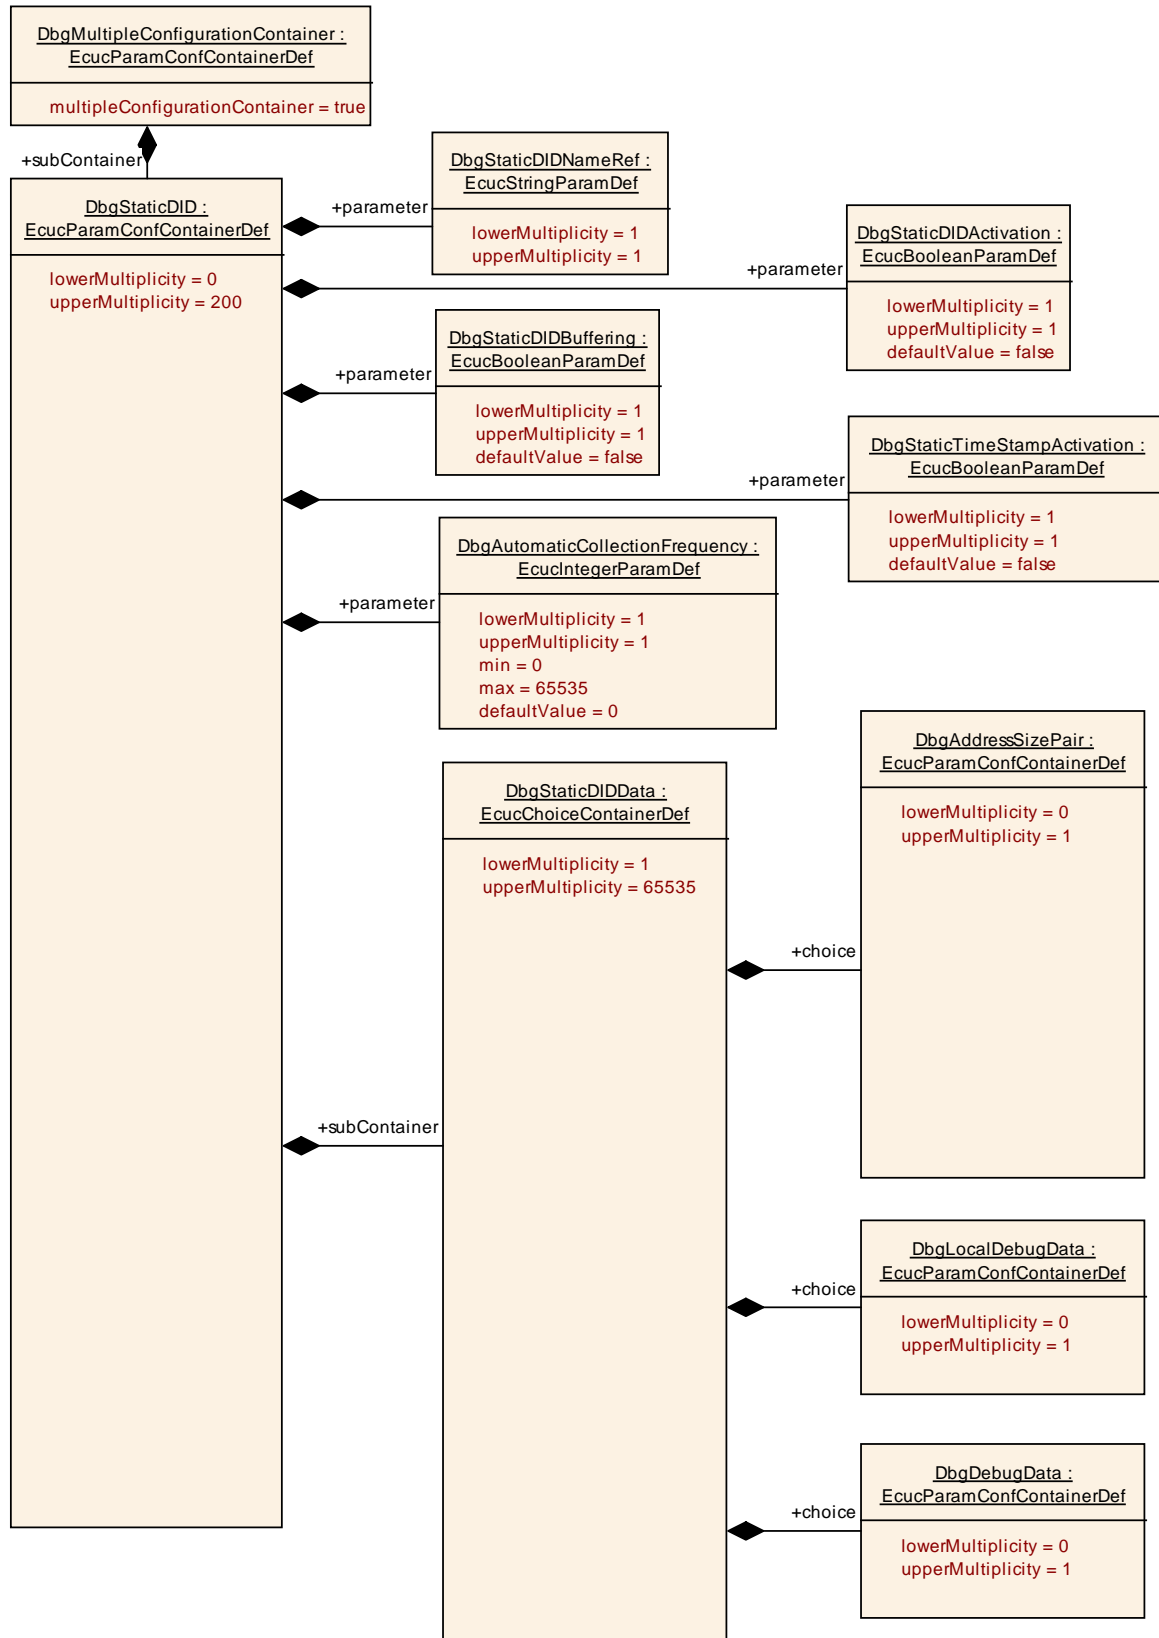 DbgMultipleConfigurationContainer :
EcucParamConfContainerDef
multipleConfigurationContainer = true
+subContainer
DbgStaticDID :
EcucParamConfContainerDef
lowerMultiplicity = 0
upperMultiplicity = 200
+parameter
DbgStaticDIDNameRef :
EcucStringParamDef
lowerMultiplicity = 1
upperMultiplicity = 1
+parameter
DbgStaticDIDActivation :
EcucBooleanParamDef
lowerMultiplicity = 1
upperMultiplicity = 1
defaultValue = false
+parameter
DbgStaticDIDBuffering :
EcucBooleanParamDef
lowerMultiplicity = 1
upperMultiplicity = 1
defaultValue = false
+parameter
DbgStaticTimeStampActivation :
EcucBooleanParamDef
lowerMultiplicity = 1
upperMultiplicity = 1
defaultValue = false
+parameter
DbgAutomaticCollectionFrequency :
EcucIntegerParamDef
lowerMultiplicity = 1
upperMultiplicity = 1
min = 0
max = 65535
defaultValue = 0
+subContainer
DbgStaticDIDData :
EcucChoiceContainerDef
lowerMultiplicity = 1
upperMultiplicity = 65535
+choice
DbgAddressSizePair :
EcucParamConfContainerDef
lowerMultiplicity = 0
upperMultiplicity = 1
+choice
DbgLocalDebugData :
EcucParamConfContainerDef
lowerMultiplicity = 0
upperMultiplicity = 1
+choice
DbgDebugData :
EcucParamConfContainerDef
lowerMultiplicity = 0
upperMultiplicity = 1